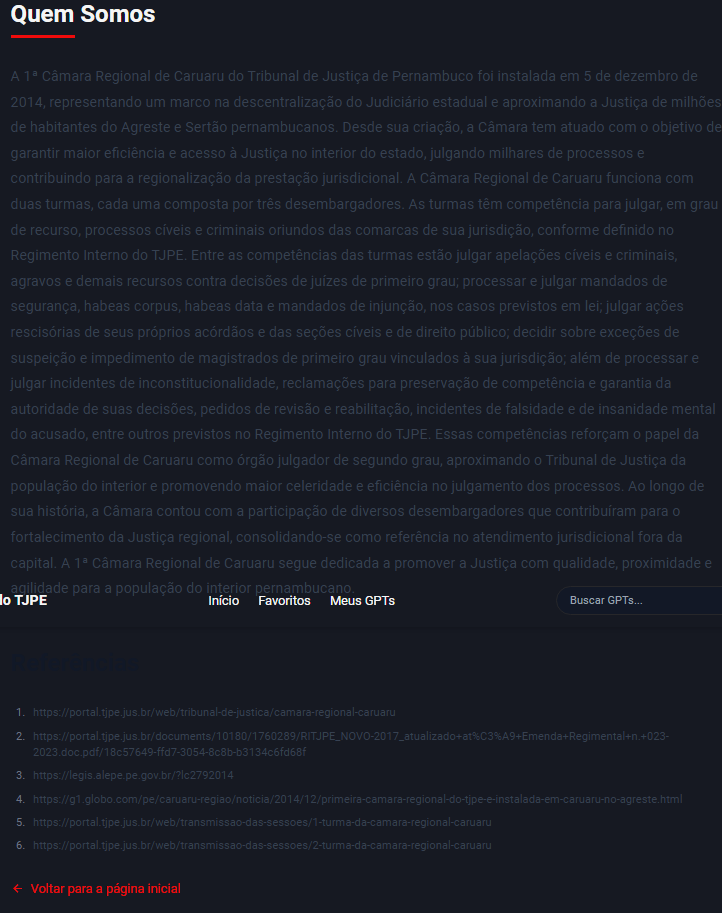 Quem Somos
A 1ª Câmara Regional de Caruaru do Tribunal de Justiça de Pernambuco foi instalada em 5 de dezembro de
2014, representando um marco na descentralização do Judiciário estadual e aproximando a Justiça de milhões
de habitantes do Agreste e Sertão pernambucanos. Desde sua criação, a Câmara tem atuado com o objetivo de
garantir maior eficiência e acesso à Justiça no interior do estado, julgando milhares de processos e
contribuindo para a regionalização da prestação jurisdicional. A Câmara Regional de Caruaru funciona com
duas turmas, cada uma composta por três desembargadores. As turmas têm competência para julgar, em grau
de recurso, processos cíveis e criminais oriundos das comarcas de sua jurisdição, conforme definido no
Regimento Interno do TJPE. Entre as competências das turmas estão julgar apelações cíveis e criminais,
agravos e demais recursos contra decisões de juízes de primeiro grau; processar e julgar mandados de
segurança, habeas corpus, habeas data e mandados de injunção, nos casos previstos em lei; julgar ações
rescisórias de seus próprios acórdãos e das seções cíveis e de direito público; decidir sobre exceções de
suspeição e impedimento de magistrados de primeiro grau vinculados à sua jurisdição; além de processar e
julgar incidentes de inconstitucionalidade, reclamações para preservação de competência e garantia da
autoridade de suas decisões, pedidos de revisão e reabilitação, incidentes de falsidade e de insanidade mental
do acusado, entre outros previstos no Regimento Interno do TJPE. Essas competências reforçam o papel da
Câmara Regional de Caruaru como órgão julgador de segundo grau, aproximando o Tribunal de Justiça da
população do interior e promovendo maior celeridade e eficiência no julgamento dos processos. Ao longo de
sua história, a Câmara contou com a participação de diversos desembargadores que contribuíram para o
fortalecimento da Justiça regional, consolidando-se como referência no atendimento jurisdicional fora da
capital. A 1ª Câmara Regional de Caruaru segue dedicada a promover a Justiça com qualidade, proximidade e
agilidade para a população do interior pernambucano.
do TJPE Início Favoritos Meus GPTs Buscar GPTs...
1. https://portal.tjpe.jus.br/web/tribunal-de-justica/camara-regional-caruaru
2. https://portal.tjpe.jus.br/documents/10180/1760289/RITJPE_NOVO-2017_atualizado+at%C3%A9+Emenda+Regimental+n.+023-
2023.doc.pdf/18c57649-ffd7-3054-8c8b-b3134c6fd68f
3. https://legis.alepe.pe.gov.br/?lc2792014
4. https://g1.globo.com/pe/caruaru-regiao/noticia/2014/12/primeira-camara-regional-do-tjpe-e-instalada-em-caruaru-no-agreste.html
5. https://portal.tjpe.jus.br/web/transmissao-das-sessoes/1-turma-da-camara-regional-caruaru
6. https://portal.tjpe.jus.br/web/transmissao-das-sessoes/2-turma-da-camara-regional-caruaru
← Voltar para a página inicial